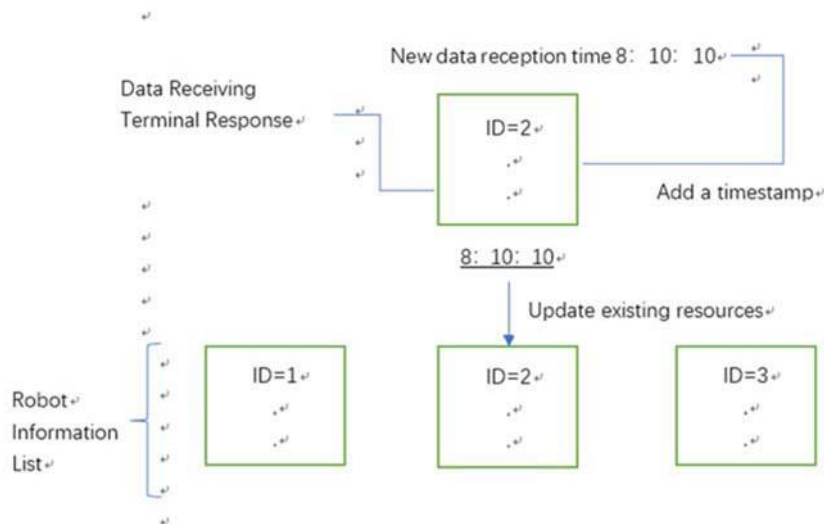 New data reception time 8：10：10
Data Receiving
Terminal Response
ID=2
.
.
Add a timestamp
8：10：10
Update existing resources
Robot
Information
List
ID=1
.
.
ID=2
.
.
ID=3
.
.